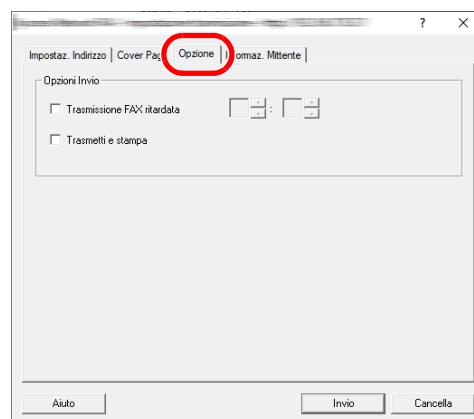 ?
Impostaz. Indirizzo Cover Pag Opzione ormaz. Mittente
Opzioni Invio
Trasmissione FAX ritardata :
Trasmetti e stampa
Aiuto Invio Cancella